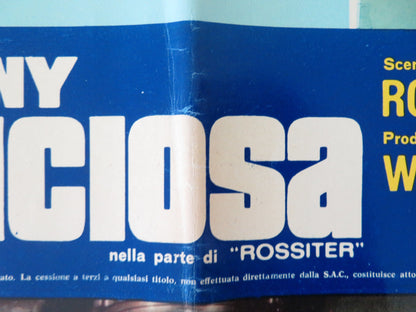 NY
ICIOSA
nella parte di “ROSSITER”
Scen
RO
Prod
W
ato. La cessione a terzi a qualsiasi titolo, non effettuata direttamente dalla S.A.C., costituisce atto